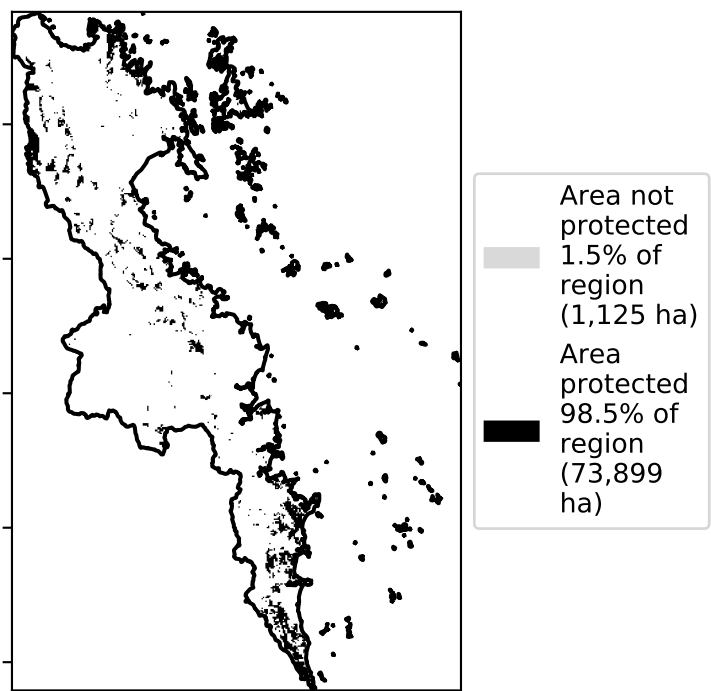 Area not
protected
1.5% of
region
(1,125 ha)
Area
protected
98.5% of
region
(73,899
ha)